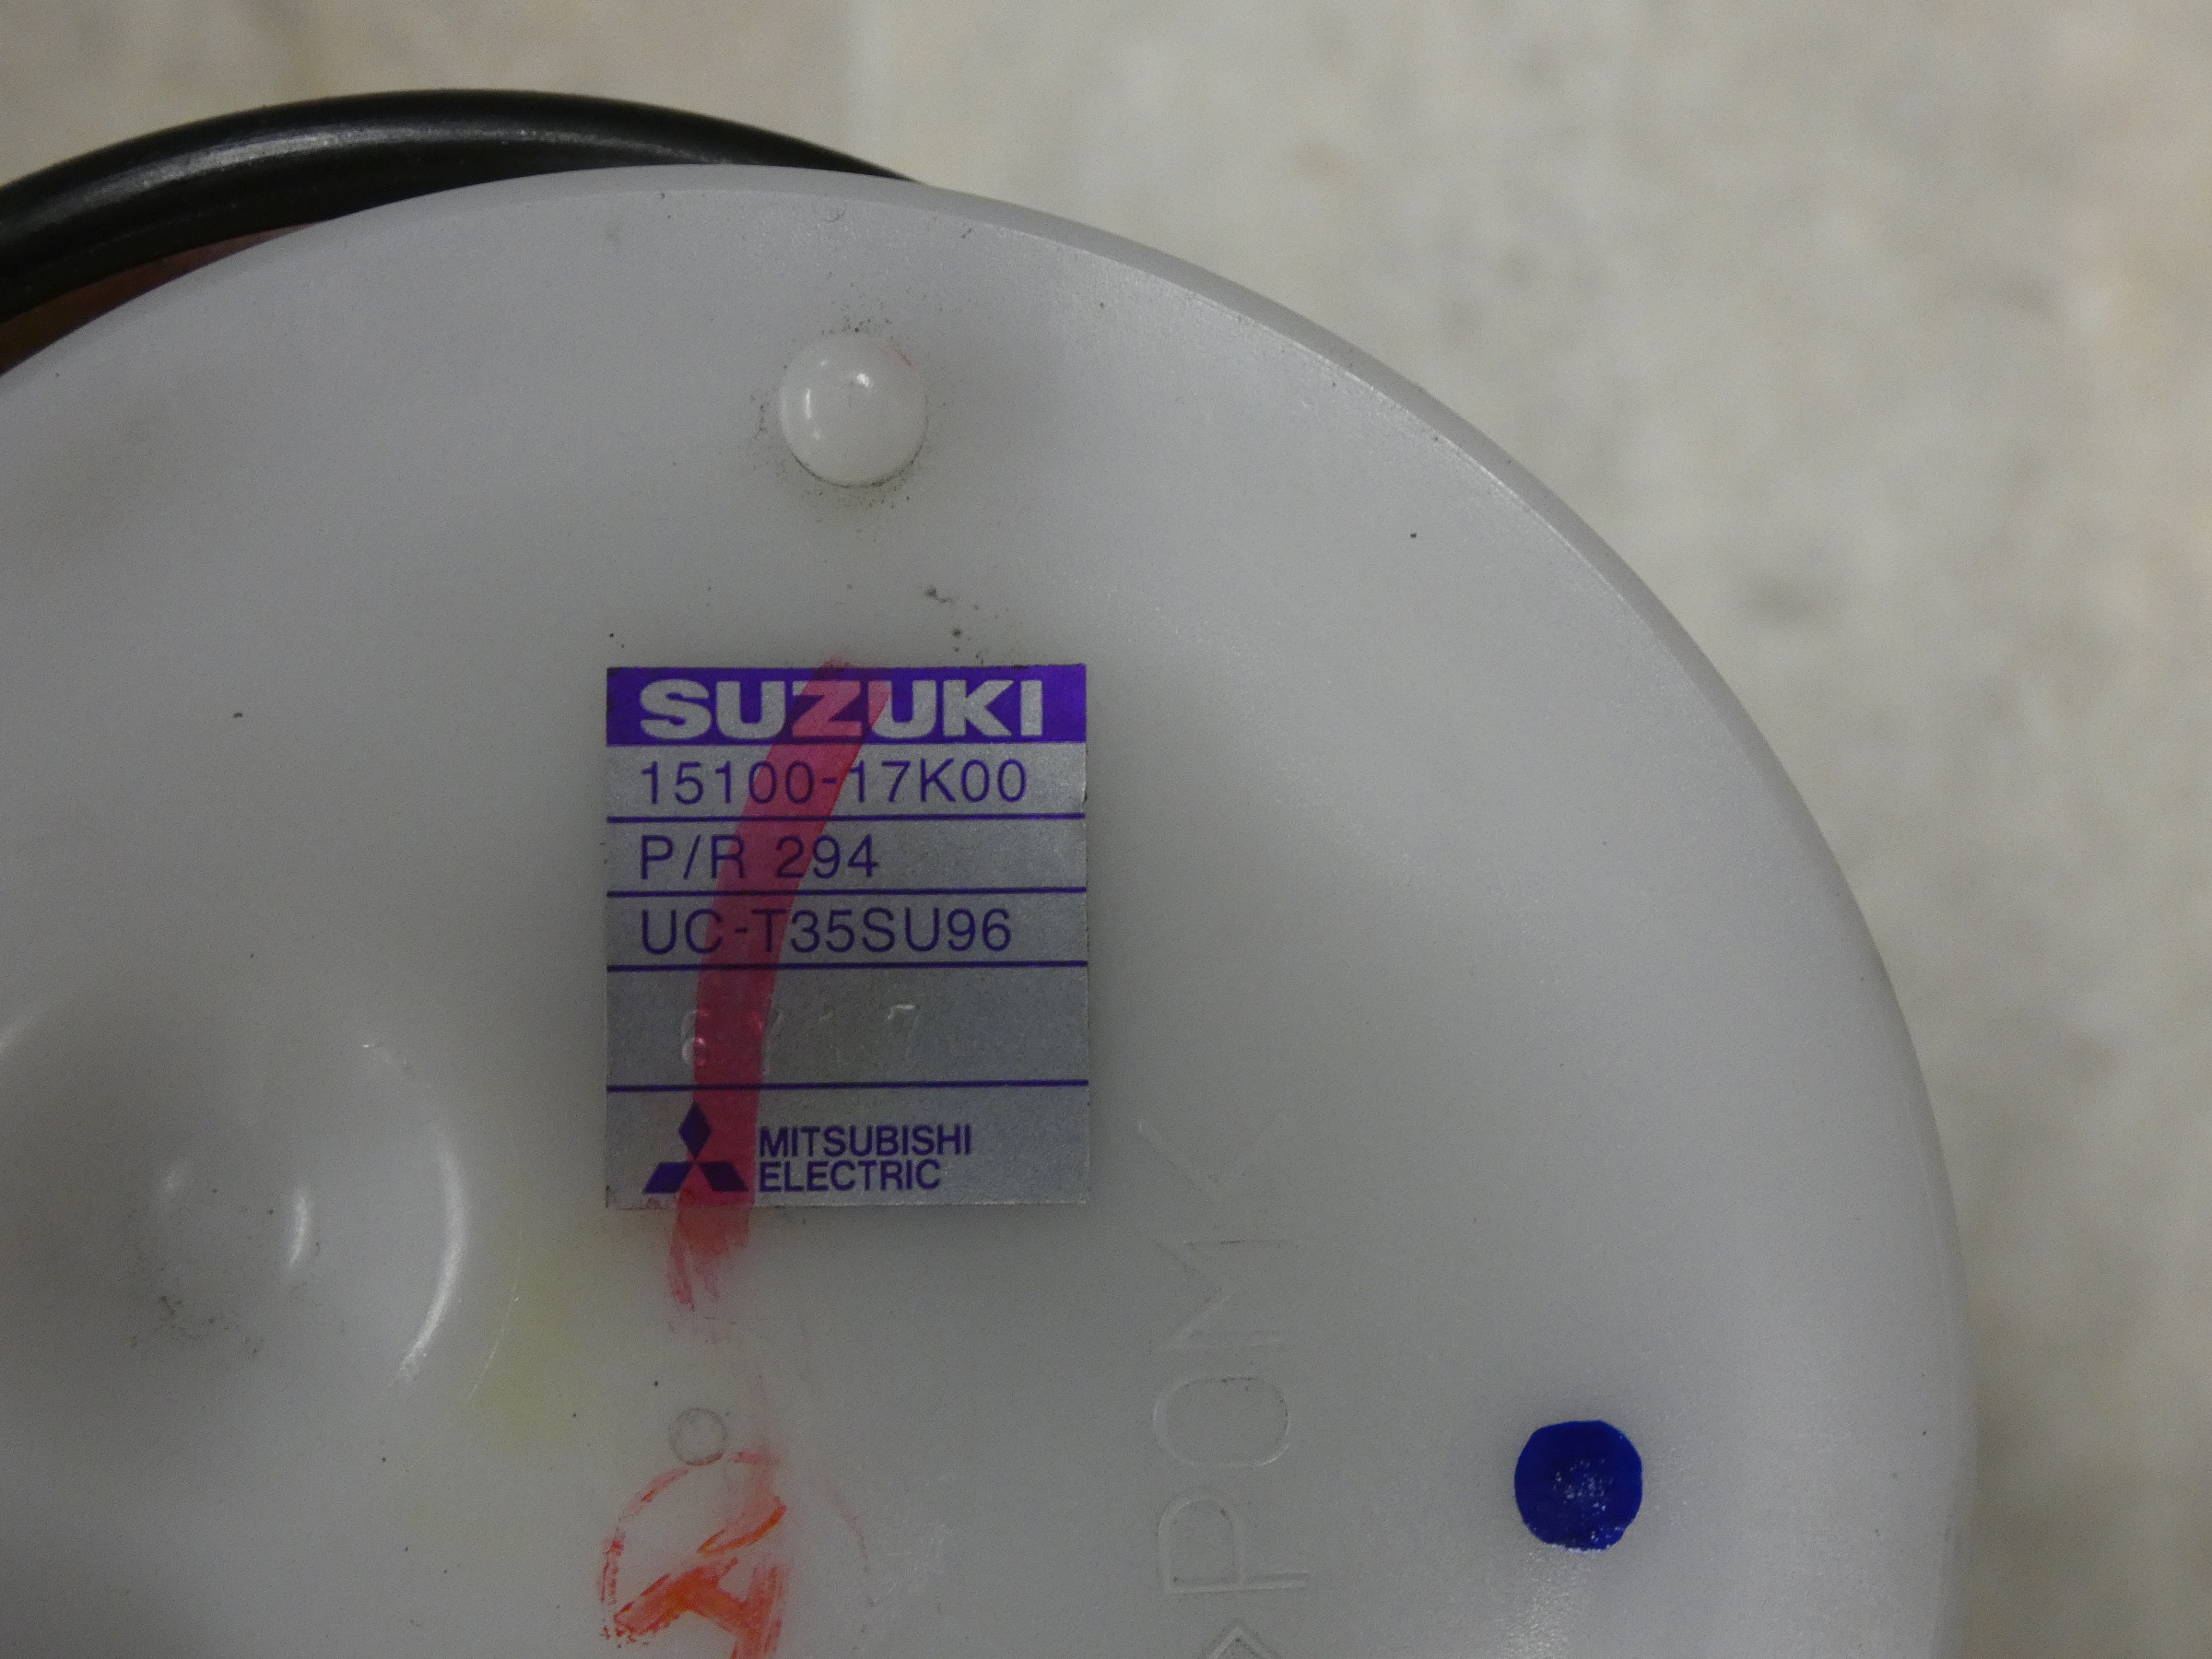 SUZUKI
15100-17K00
P/R 294
UC-T35SU96
MITSUBISHI
ELECTRIC
>POM<